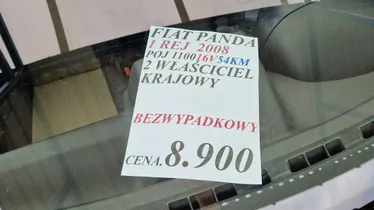 FIAT PANDA
1 REJ 2008
POJ 1100 16V 54KM
2 WŁAŚCICIEL
KRAJOWY
BEZWYPADKOWY
CENA. 8.900